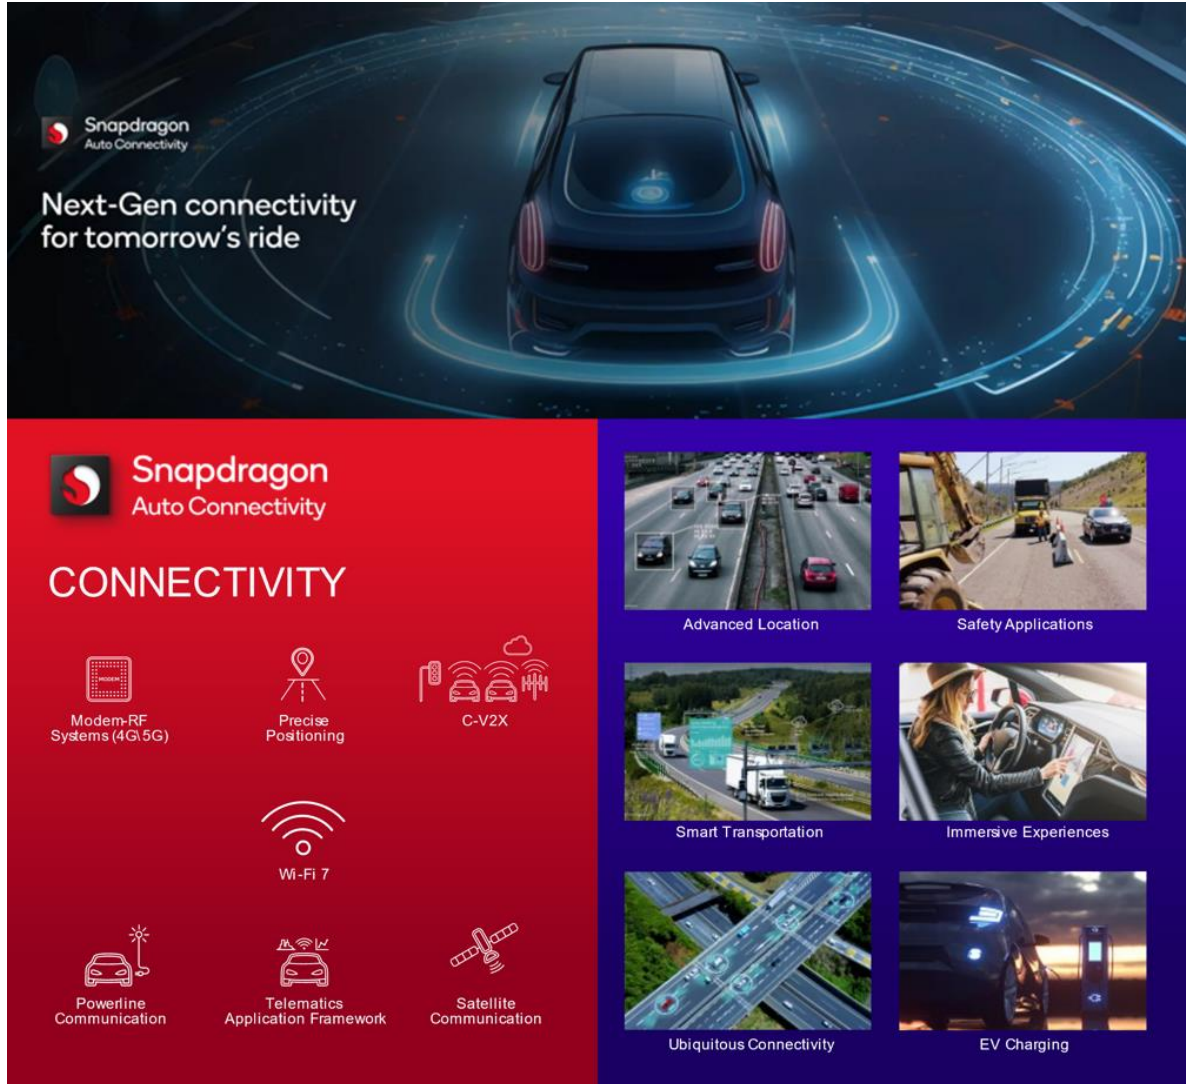 Snapdragon
Auto Connectivity
Next-Gen connectivity
for tomorrow's ride
Snapdragon
Auto Connectivity
CONNECTIVITY
MODEM
Modem-RF
Systems (4G\5G)
Precise
Positioning
C-V2X
Wi-Fi 7
Powerline
Communication
Telematics
Application Framework
Satellite
Communication
Advanced Location
Safety Applications
Smart Transportation
Immersive Experiences
Ubiquitous Connectivity
EV Charging